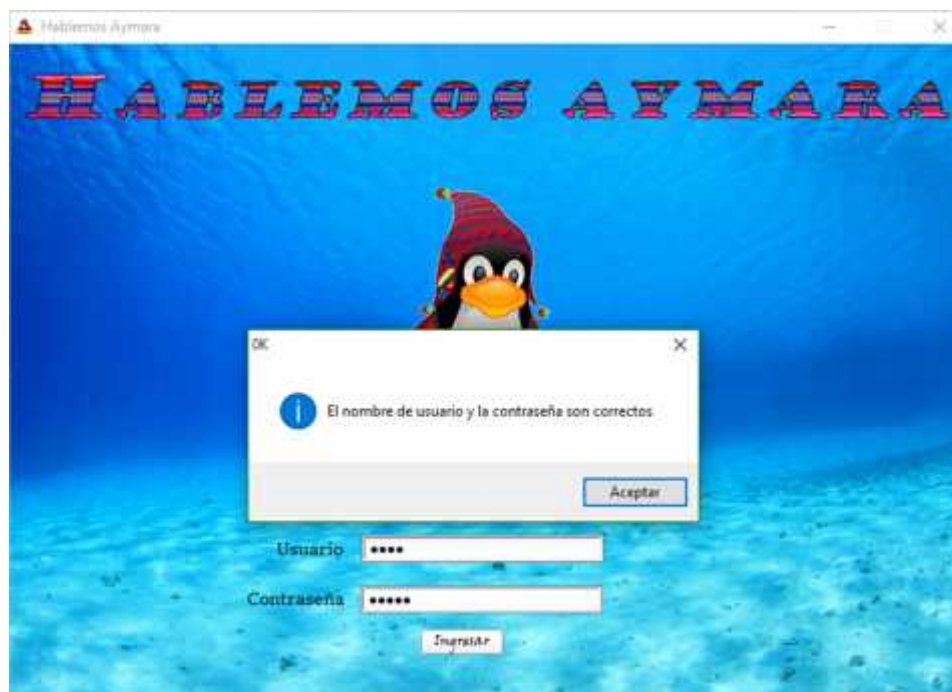 Hablemos Aymara
HABLEMOS AYMARA
OK
El nombre de usuario y la contraseña son correctos
Aceptar
Usuario ••••
Contraseña •••••
Ingresar